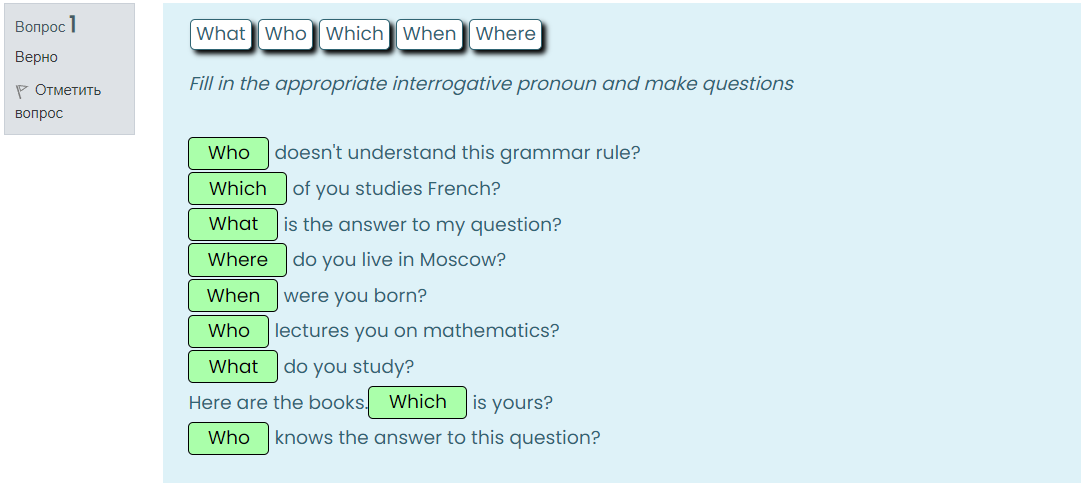 Вопрос 1
Верно
Отметить
вопрос
What Who Which When Where
Fill in the appropriate interrogative pronoun and make questions
Who doesn't understand this grammar rule?
Which of you studies French?
What is the answer to my question?
Where do you live in Moscow?
When were you born?
Who lectures you on mathematics?
What do you study?
Here are the books. Which is yours?
Who knows the answer to this question?